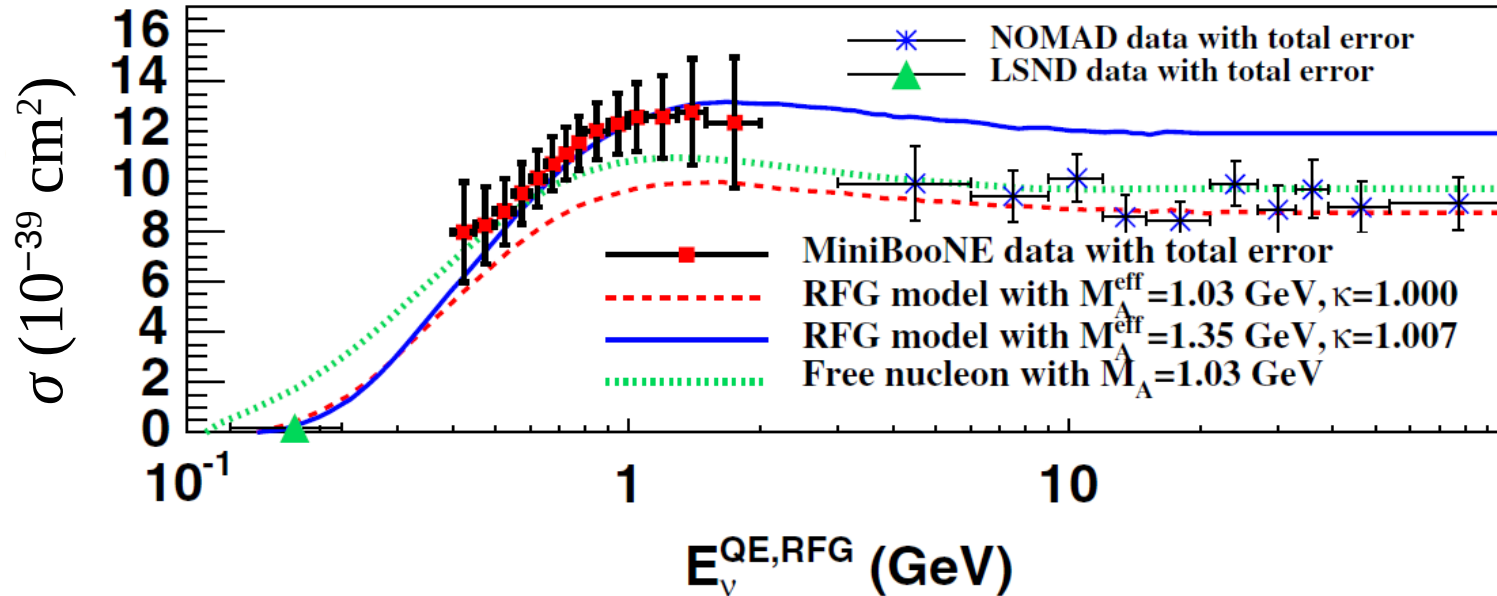 16
14
12
10
8
6
4
2
0
σ (10⁻³⁹ cm²)
NOMAD data with total error
LSND data with total error
MiniBooNE data with total error
RFG model with M_A^eff=1.03 GeV, κ=1.000
RFG model with M_A^eff=1.35 GeV, κ=1.007
Free nucleon with M_A=1.03 GeV
10⁻¹ 1 10
E_ν^QE,RFG (GeV)